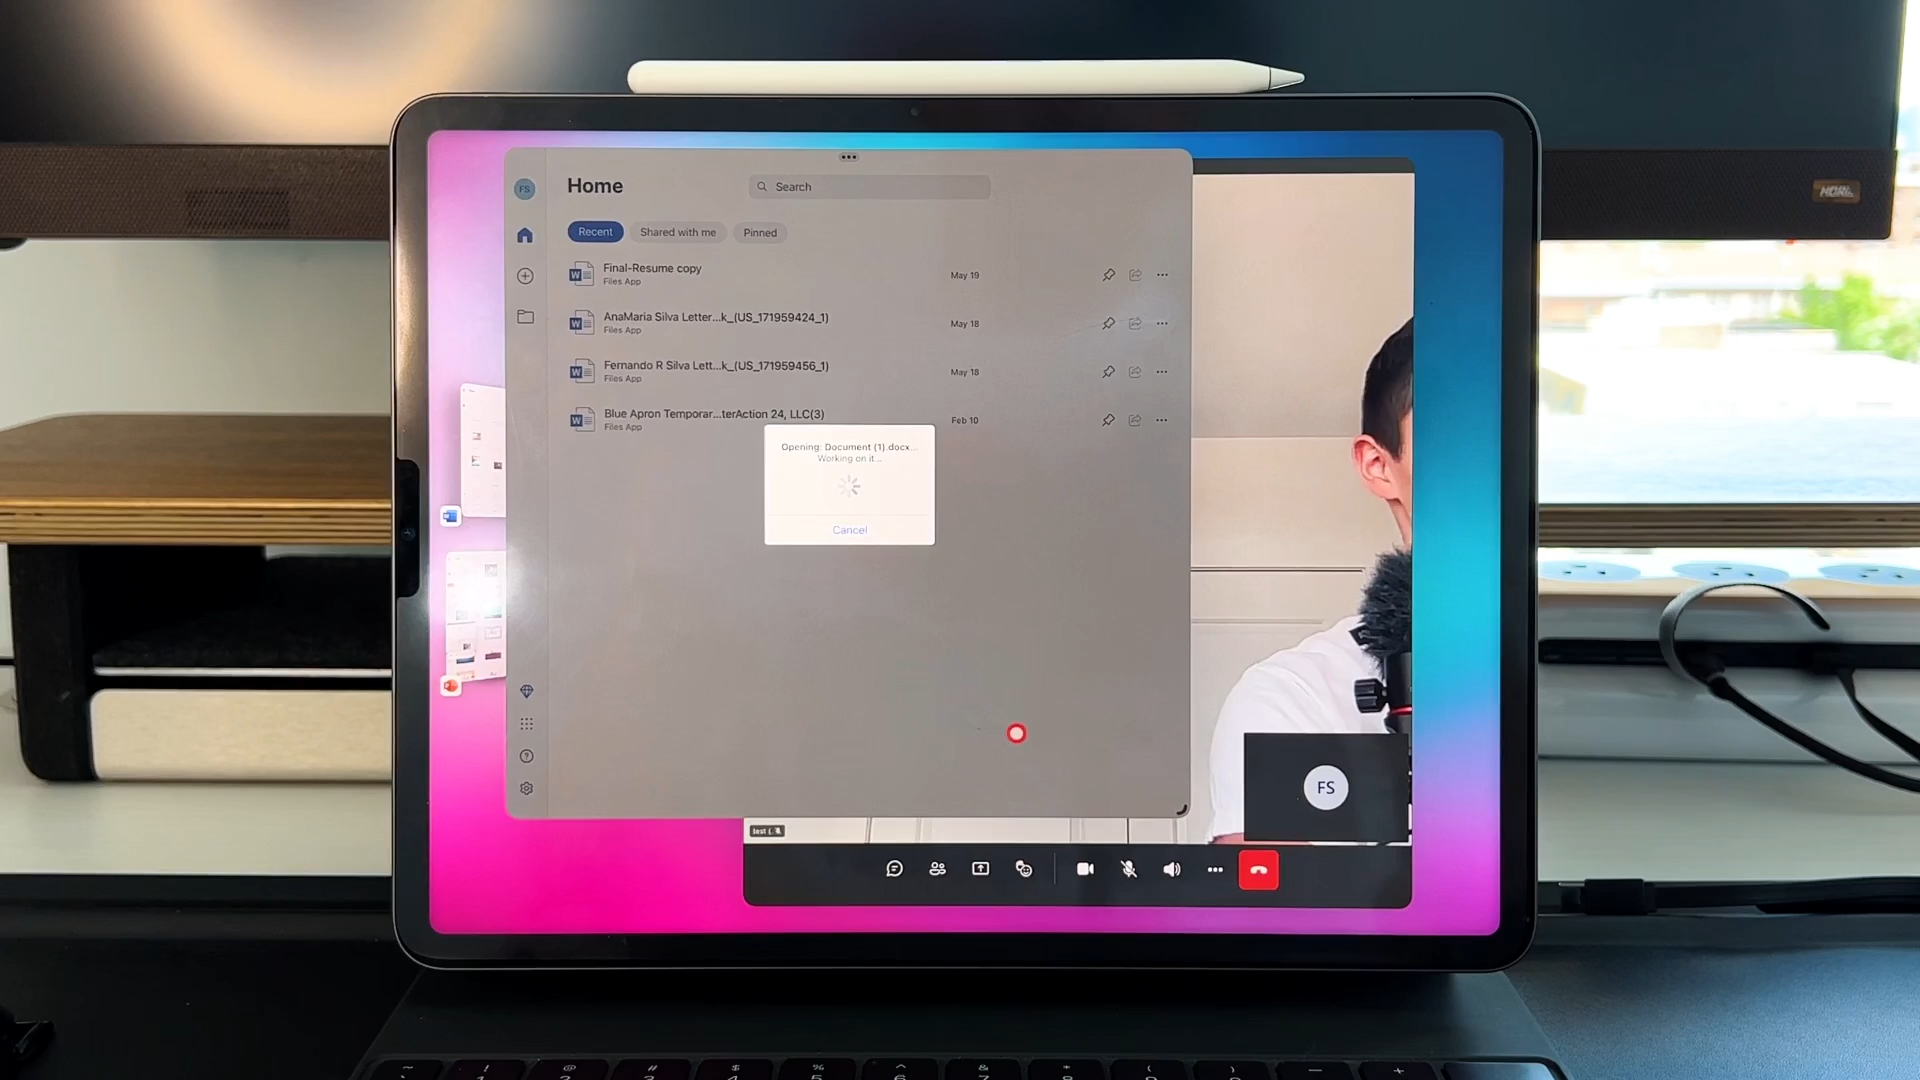 FS
Home
Search
Recent
Shared with me
Pinned
Final-Resume copy
Files App
May 19
AnaMaria Silva Letter...k_(US_171959424_1)
Files App
May 18
Fernando R Silva Lett...k_(US_171959456_1)
Files App
May 18
Blue Apron Temporar...terAction 24, LLC(3)
Files App
Feb 10
Opening: Document (1).docx...
Working on it...
Cancel
FS
test (